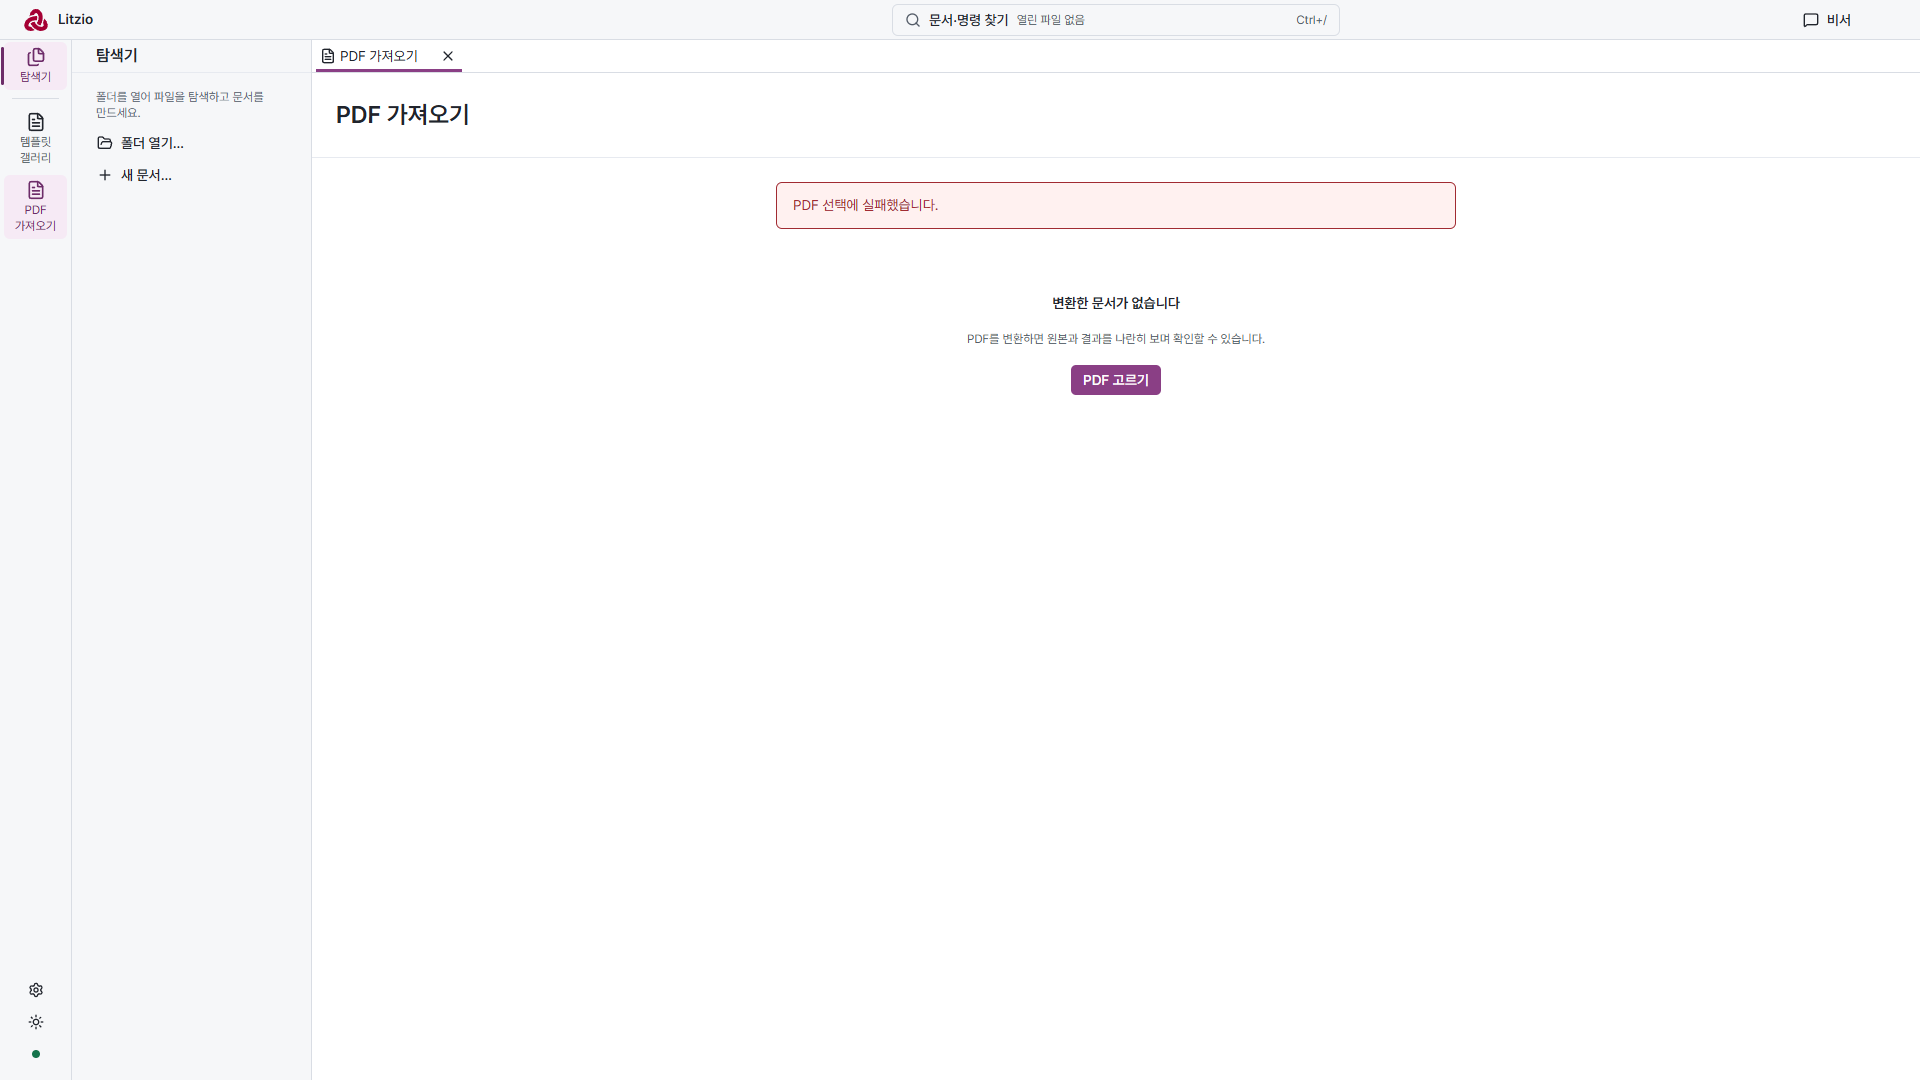 Litzio
문서·명령 찾기 열린 파일 없음 Ctrl+/
비서
탐색기
템플릿
갤러리
PDF
가져오기
탐색기
폴더를 열어 파일을 탐색하고 문서를
만드세요.
폴더 열기...
새 문서...
PDF 가져오기
PDF 가져오기
PDF 선택에 실패했습니다.
변환한 문서가 없습니다
PDF를 변환하면 원본과 결과를 나란히 보며 확인할 수 있습니다.
PDF 고르기